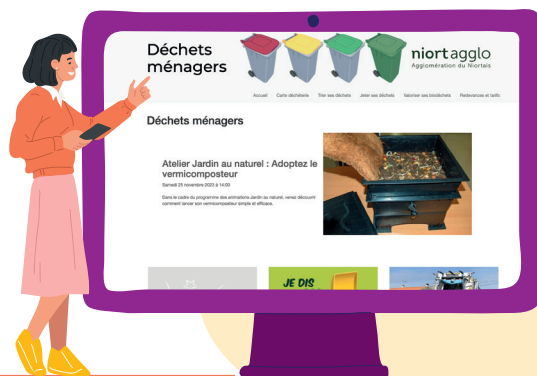 Déchets
ménagers
niortagglo
Agglomération du Niortais
Accueil Carte déchèterie Trier ses déchets Jeter ses déchets Valoriser ses biodéchets Redevances et tarifs
Déchets ménagers
Atelier Jardin au naturel : Adoptez le
vermicomposteur
Samedi 25 novembre 2023 à 14:00
Dans le cadre du programme des animations Jardin au naturel, venez découvrir
comment lancer son vermicomposteur simple et efficace.
JE DIS